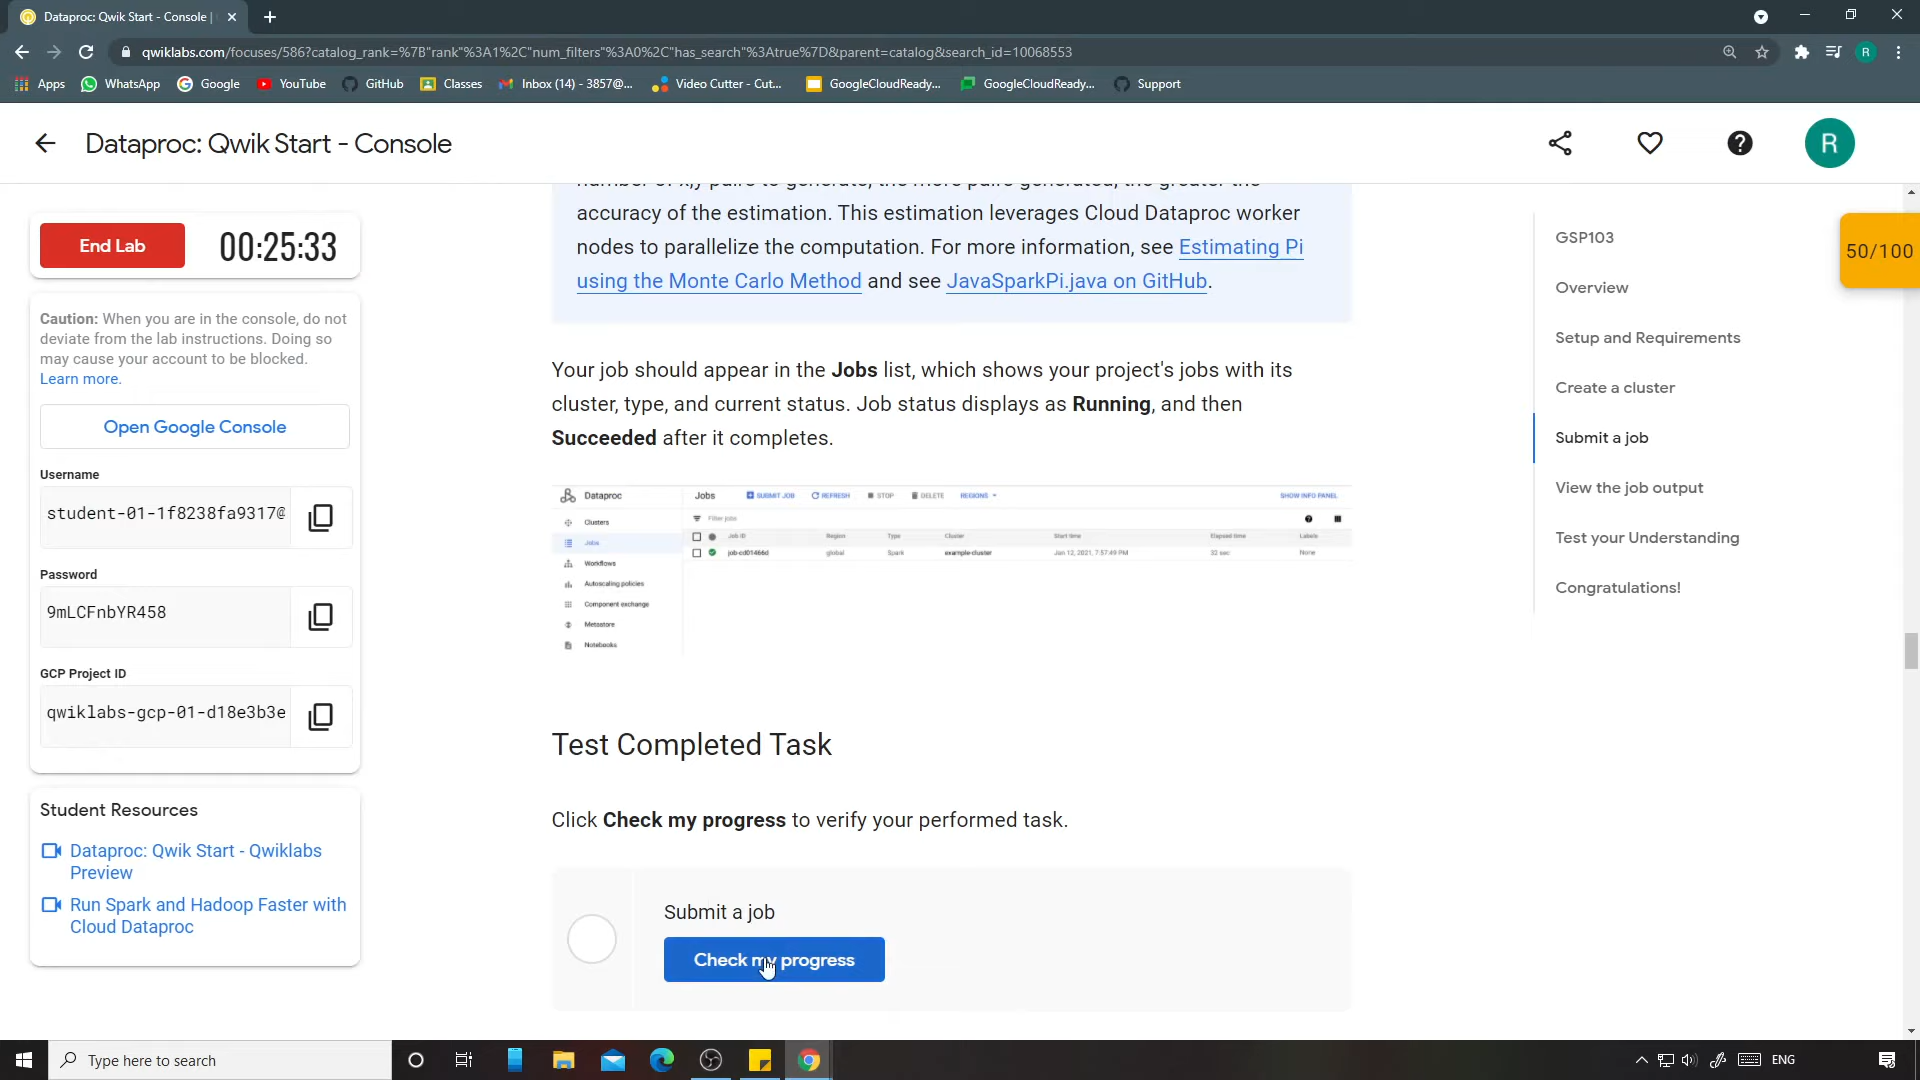 Dataproc: Qwik Start - Console |
qwiklabs.com/focuses/586?catalog_rank=%7B"rank"%3A1%2C"num_filters"%3A0%2C"has_search"%3Atrue%7D&parent=catalog&search_id=10068553
R
Apps WhatsApp Google YouTube GitHub Classes Inbox (14) - 3857@... Video Cutter - Cut... GoogleCloudReady... GoogleCloudReady... Support
Dataproc: Qwik Start - Console
R
End Lab 00:25:33
Caution: When you are in the console, do not
deviate from the lab instructions. Doing so
may cause your account to be blocked.
Learn more.
Open Google Console
Username
student-01-1f8238fa9317@
Password
9mLCFnbYR458
GCP Project ID
qwiklabs-gcp-01-d18e3b3e
Student Resources
Dataproc: Qwik Start - Qwiklabs
Preview
Run Spark and Hadoop Faster with
Cloud Dataproc
number of x,y pairs to generate, the more pairs generated, the greater the
accuracy of the estimation. This estimation leverages Cloud Dataproc worker
nodes to parallelize the computation. For more information, see Estimating Pi
using the Monte Carlo Method and see JavaSparkPi.java on GitHub.
Your job should appear in the Jobs list, which shows your project's jobs with its
cluster, type, and current status. Job status displays as Running, and then
Succeeded after it completes.
Dataproc Jobs SUBMIT JOB REFRESH STOP DELETE REGIONS SHOW INFO PANEL
Clusters Filter jobs
Jobs Job ID Region Type Cluster Start time Elapsed time Labels
job-cd01466d global Spark example-cluster Jan 12, 2021, 7:57:49 PM 32 sec None
Workflows
Autoscaling policies
Component exchange
Metastore
Notebooks
Test Completed Task
Click Check my progress to verify your performed task.
Submit a job
Check my progress
GSP103
Overview
Setup and Requirements
Create a cluster
Submit a job
View the job output
Test your Understanding
Congratulations!
50/100
Type here to search
ENG